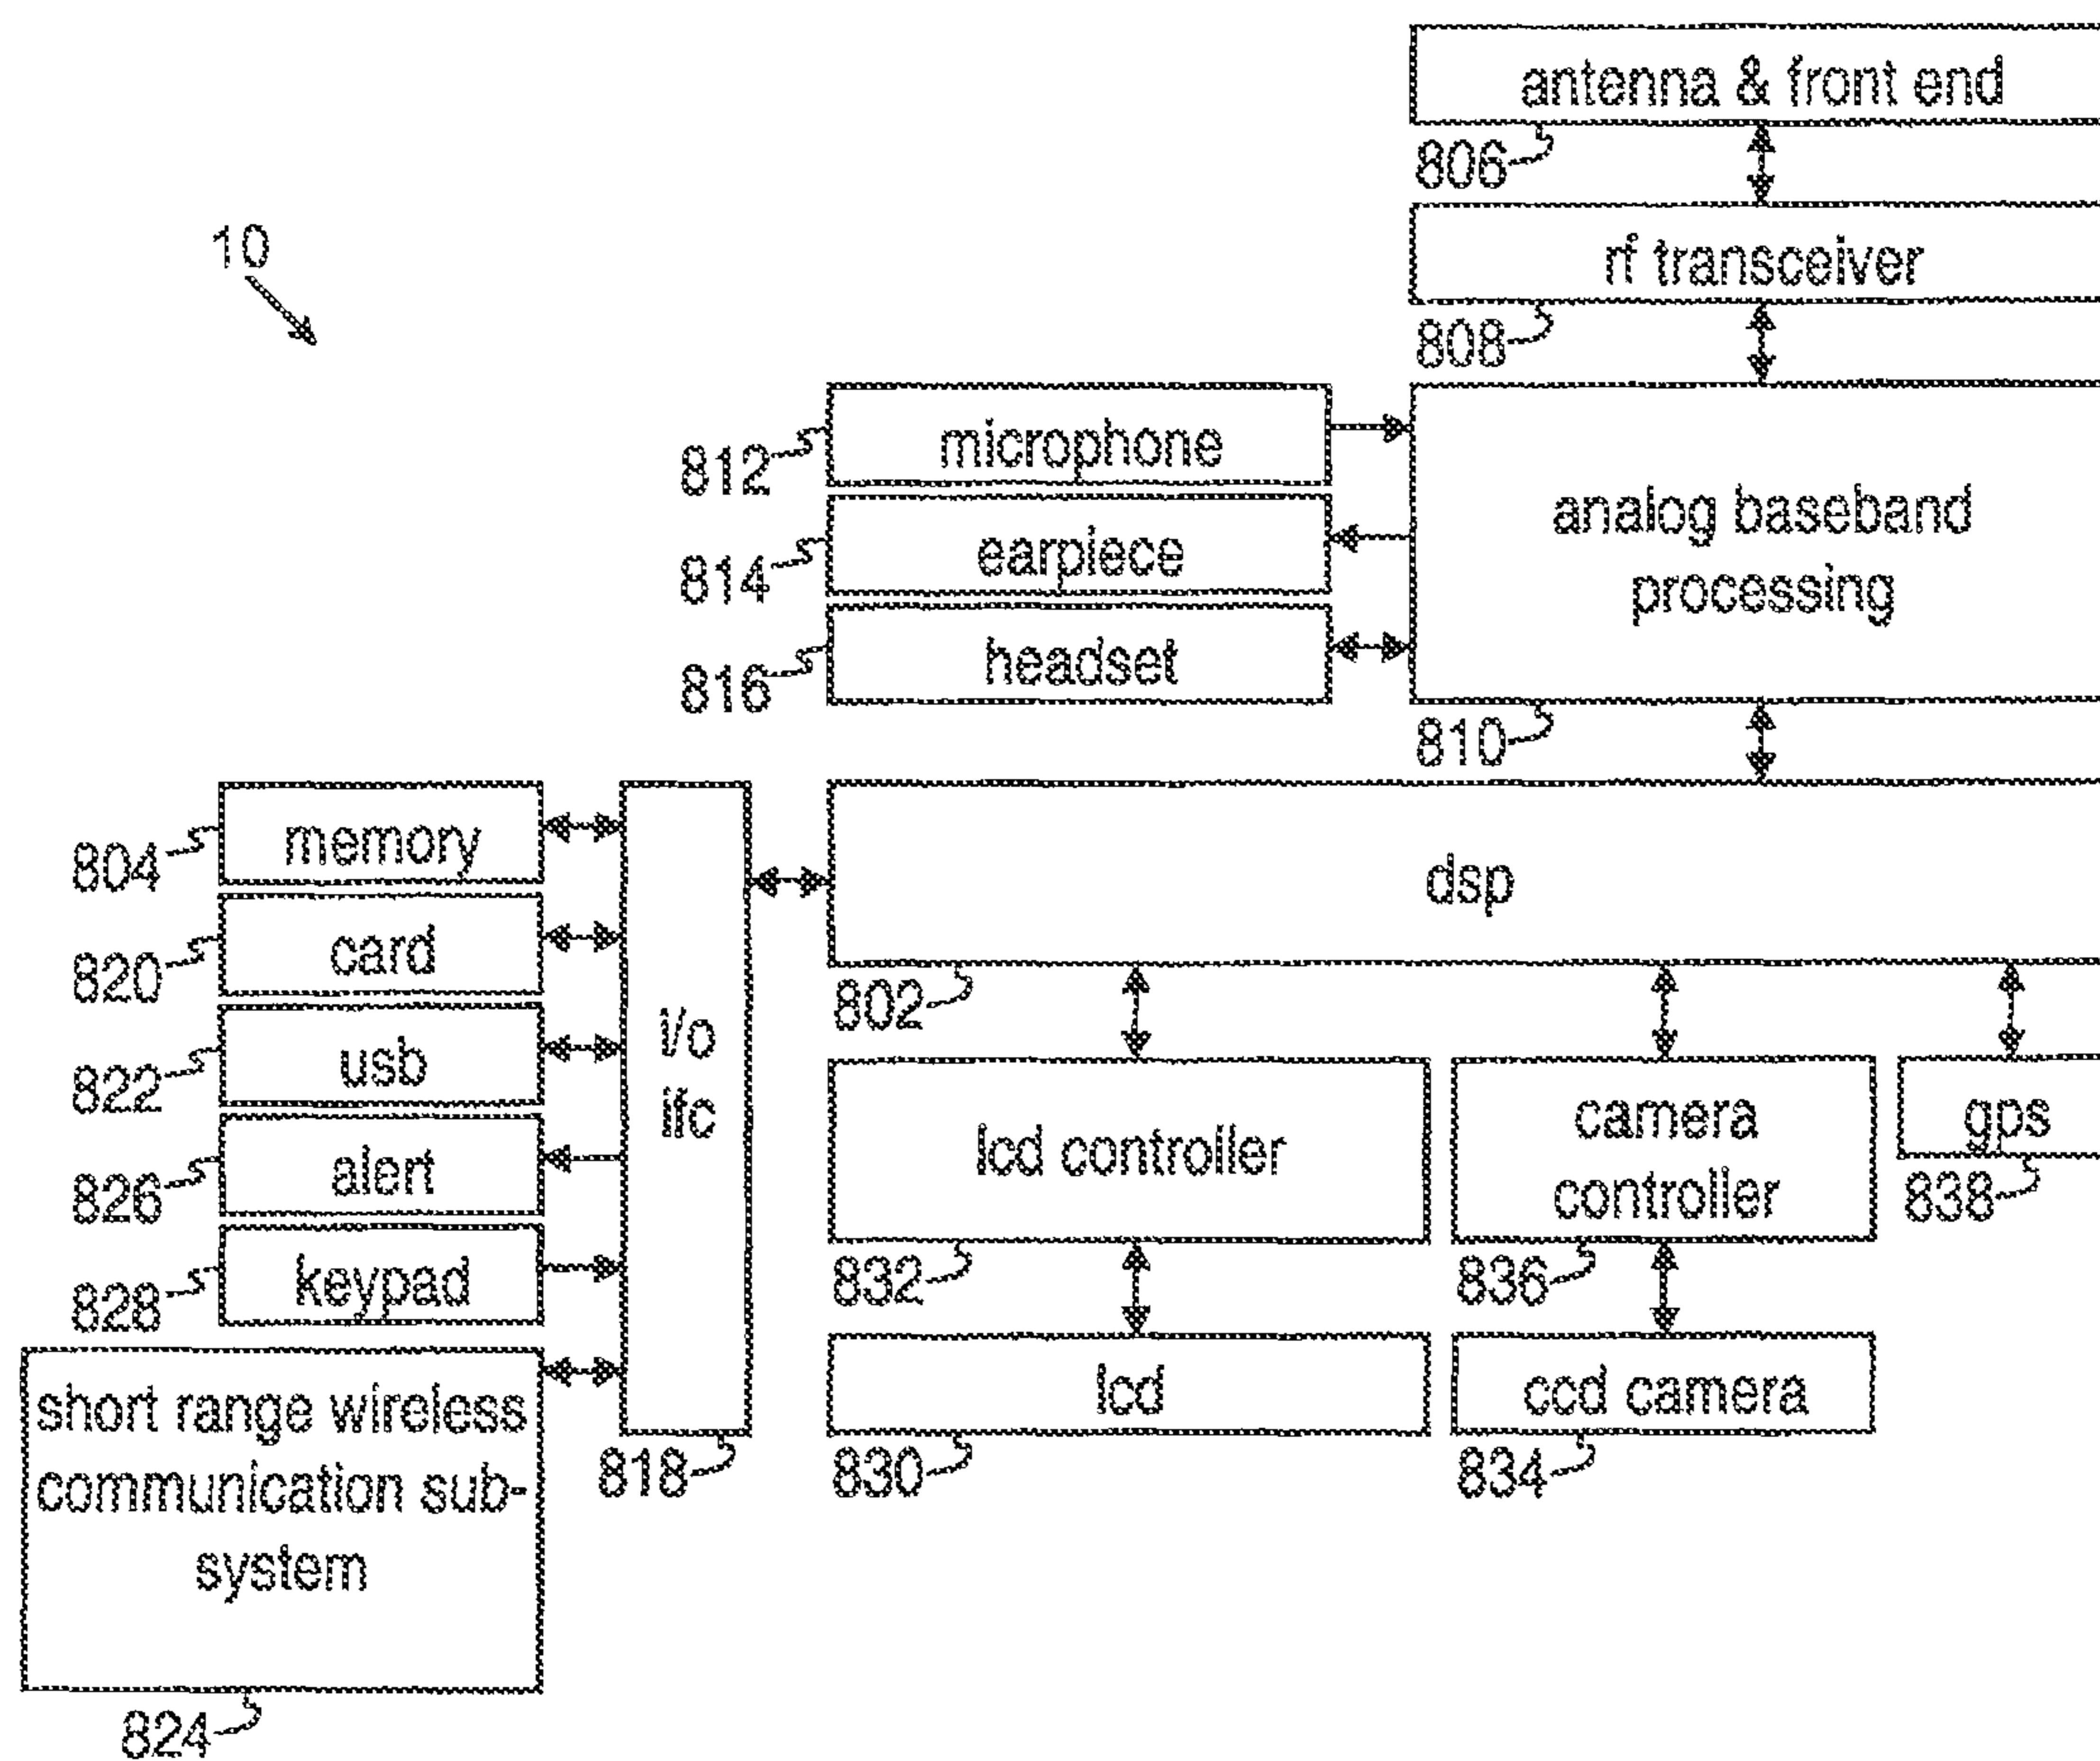 antenna & front end
806
10
rf transceiver
808
812
microphone
814
earpiece
816
headset
analog baseband
processing
810
804
memory
820
card
822
usb
826
alert
828
keypad
short range wireless
communication sub-
system
824
i/o
ifc
818
dsp
802
lcd controller
832
lcd
830
camera
controller
836
ccd camera
834
gps
838